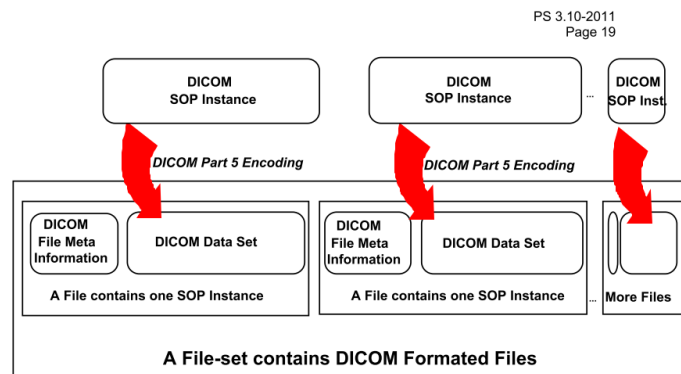 PS 3.10-2011
Page 19
DICOM
SOP Instance
DICOM
SOP Instance
...
DICOM
SOP Inst.
DICOM Part 5 Encoding
DICOM Part 5 Encoding
DICOM
File Meta
Information
DICOM Data Set
A File contains one SOP Instance
DICOM
File Meta
Information
DICOM Data Set
A File contains one SOP Instance
...
More Files
A File-set contains DICOM Formated Files